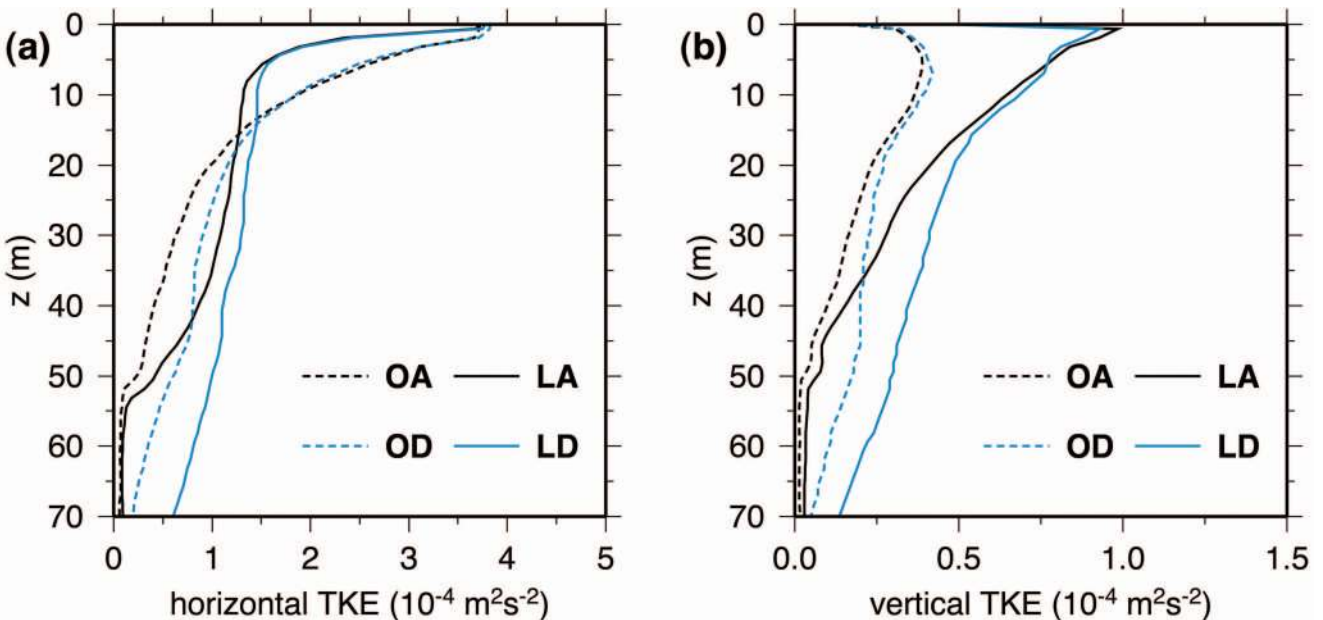 (a)
0
10
20
30
40
50
60
70
z (m)
OA LA
OD LD
0 1 2 3 4 5
horizontal TKE (10-4 m2s-2)
(b)
0
10
20
30
40
50
60
70
z (m)
OA LA
OD LD
0.0 0.5 1.0 1.5
vertical TKE (10-4 m2s-2)